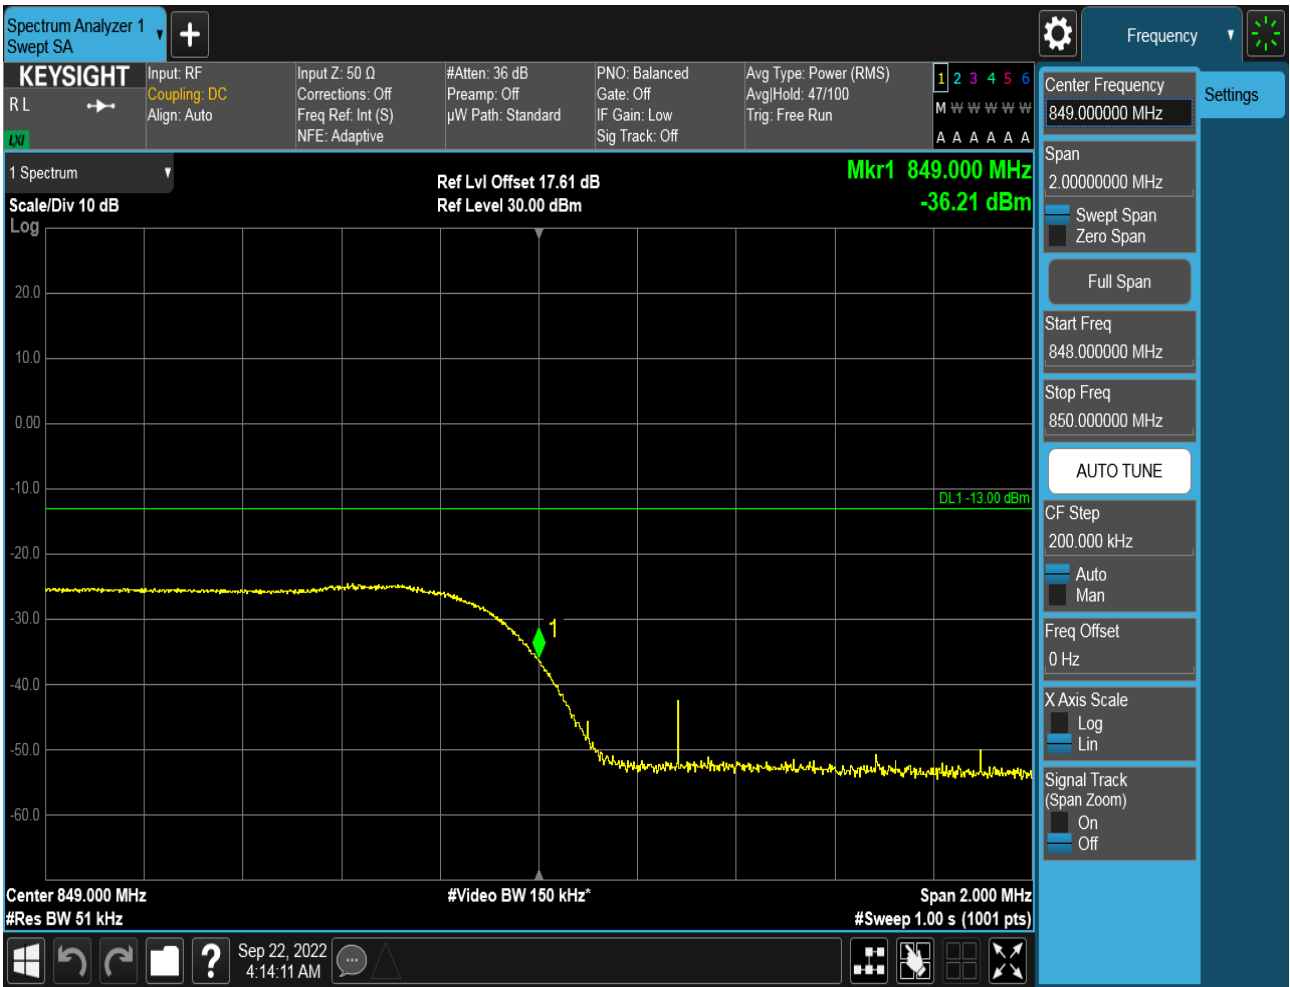 Spectrum Analyzer 1
Swept SA
+
Frequency
KEYSIGHT
R L
LXI
Input: RF
Coupling: DC
Align: Auto
Input Z: 50 Ω
Corrections: Off
Freq Ref: Int (S)
NFE: Adaptive
#Atten: 36 dB
Preamp: Off
µW Path: Standard
PNO: Balanced
Gate: Off
IF Gain: Low
Sig Track: Off
Avg Type: Power (RMS)
Avg|Hold: 47/100
Trig: Free Run
1 2 3 4 5 6
M W W W W W
A A A A A A
1 Spectrum
Scale/Div 10 dB
Log
Ref Lvl Offset 17.61 dB
Ref Level 30.00 dBm
Mkr1 849.000 MHz
-36.21 dBm
20.0
10.0
0.00
-10.0
-20.0
-30.0
-40.0
-50.0
-60.0
DL1 -13.00 dBm
1
Center 849.000 MHz
#Res BW 51 kHz
#Video BW 150 kHz*
Span 2.000 MHz
#Sweep 1.00 s (1001 pts)
Center Frequency
849.000000 MHz
Span
2.00000000 MHz
Swept Span
Zero Span
Full Span
Start Freq
848.000000 MHz
Stop Freq
850.000000 MHz
AUTO TUNE
CF Step
200.000 kHz
Auto
Man
Freq Offset
0 Hz
X Axis Scale
Log
Lin
Signal Track
(Span Zoom)
On
Off
Settings
?
Sep 22, 2022
4:14:11 AM